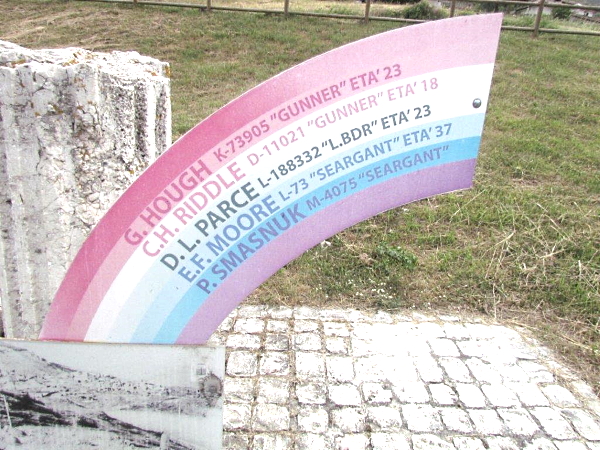 G. HOUGH K-73905 "GUNNER" ETA' 23
C.H. RIDDLE D-11021 "GUNNER" ETA' 18
D. L. PARCE L-188332 "L.BDR" ETA' 23
E.F. MOORE L-73 "SEARGANT" ETA' 37
P. SMASNUK M-4075 "SEARGANT"